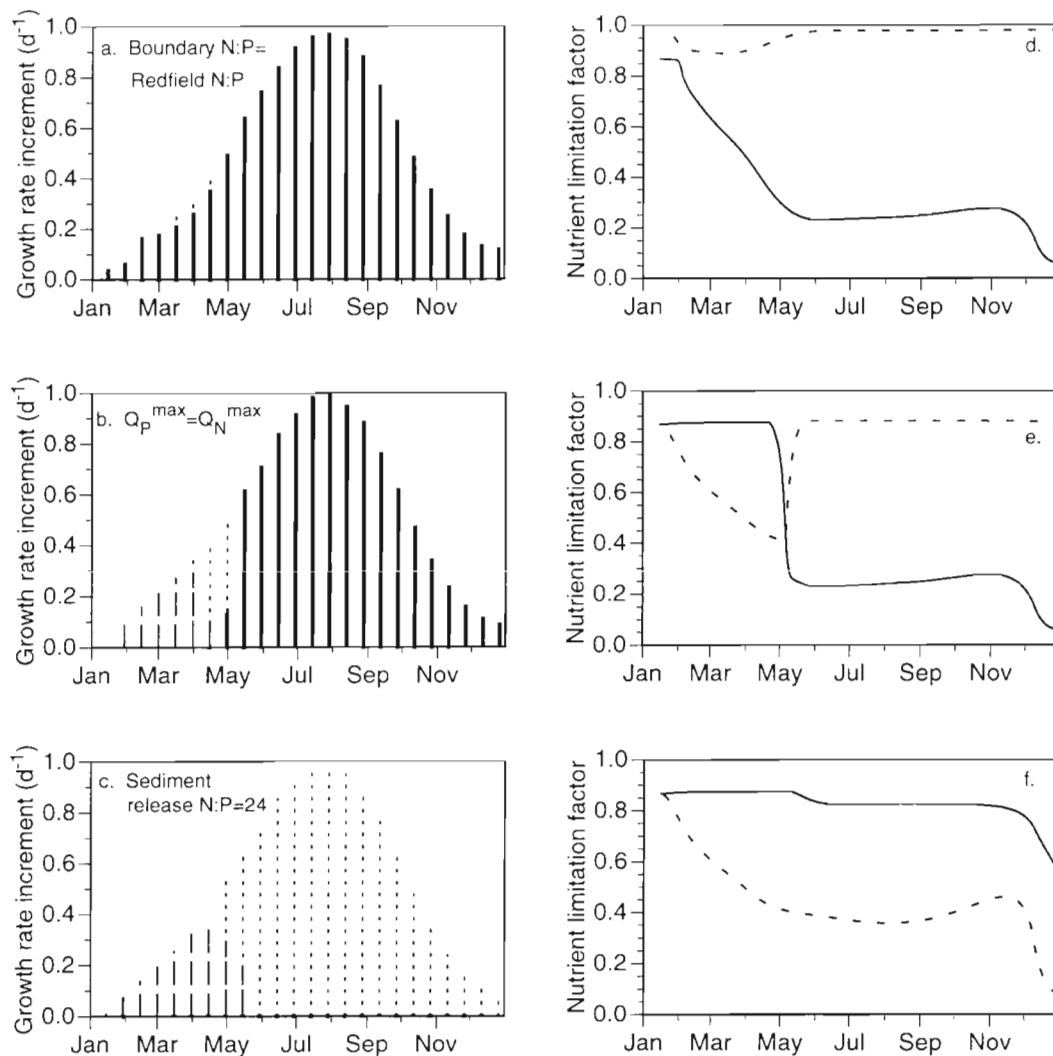 Growth rate increment (d-1)
1.0
0.8
0.6
0.4
0.2
0.0
a. Boundary N:P=
Redfield N:P
Jan Mar May Jul Sep Nov
Nutrient limitation factor
1.0
0.8
0.6
0.4
0.2
0.0
d.
Jan Mar May Jul Sep Nov
Growth rate increment (d-1)
1.0
0.8
0.6
0.4
0.2
0.0
b. QPmax=QNmax
Jan Mar May Jul Sep Nov
Nutrient limitation factor
1.0
0.8
0.6
0.4
0.2
0.0
e.
Jan Mar May Jul Sep Nov
Growth rate increment (d-1)
1.0
0.8
0.6
0.4
0.2
0.0
c. Sediment
release N:P=24
Jan Mar May Jul Sep Nov
Nutrient limitation factor
1.0
0.8
0.6
0.4
0.2
0.0
f.
Jan Mar May Jul Sep Nov